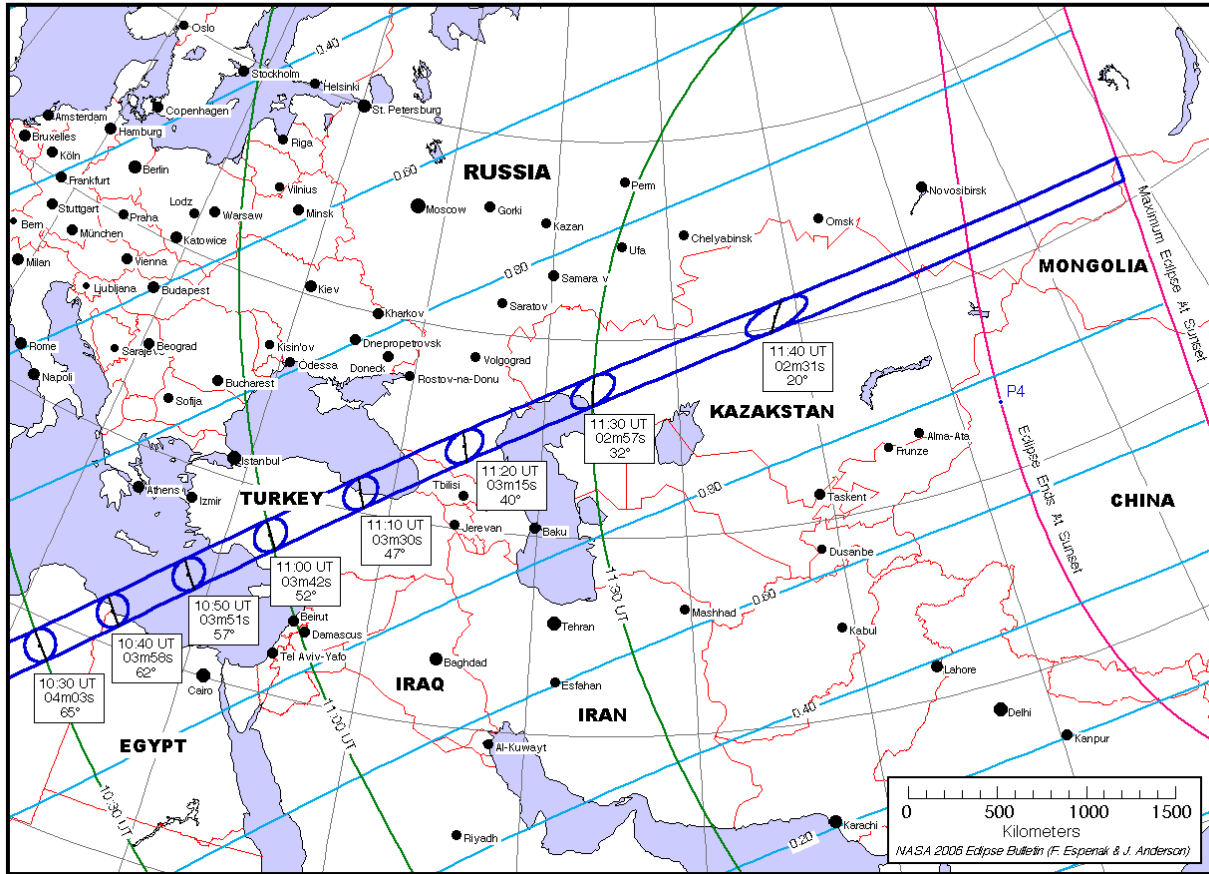 Oslo
0.40
Stockholm
Helsinki
St. Petersburg
Copenhagen
Amsterdam
Hamburg
Bruxelles
Köln
Berlin
Riga
Frankfurt
Vilnius
0.60
RUSSIA
Perm
Novosibirsk
Stuttgart
Praha
Lodz
Warsaw
Minsk
Moscow
Gorki
Kazan
Omsk
Bern
München
Katowice
Chelyabinsk
Ufa
Milan
Vienna
0.80
Samara v
MONGOLIA
Maximum Eclipse At Sunset
Ljubljana
Budapest
Kiev
Saratov
Kharkov
Rome
Sarajevo
Beograd
Kisin'ov
Dnepropetrovsk
Odessa
Doneck
Volgograd
Napoli
Bucharest
Rostov-na-Donu
11:40 UT
02m31s
20°
P4
Sofija
KAZAKSTAN
11:30 UT
02m57s
32°
Alma-Ata
Frunze
Eclipse Ends At Sunset
Istanbul
11:20 UT
03m15s
40°
Athens
Izmir
TURKEY
Tbilisi
0.80
Taskent
CHINA
11:10 UT
03m30s
47°
Jerevan
Baku
Dusanbe
11:00 UT
03m42s
52°
11:30 UT
10:50 UT
03m51s
57°
Beirut
Damascus
Mashhad
0.60
Tehran
Kabul
10:40 UT
03m58s
62°
Tel Aviv-Yafo
Baghdad
Lahore
10:30 UT
04m03s
65°
Cairo
IRAQ
Esfahan
11:00 UT
IRAN
0.40
Delhi
EGYPT
Al-Kuwayt
Kanpur
10:30 UT
Riyadh
0.20
Karachi
0 500 1000 1500
Kilometers
NASA 2006 Eclipse Bulletin (F. Espenak & J. Anderson)